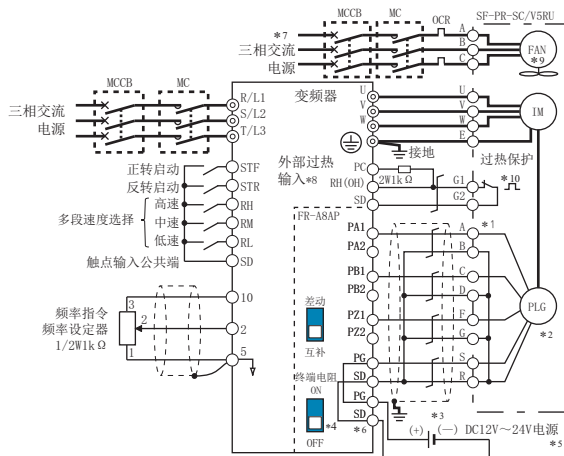 MCCB MC OCR SF-PR-SC/V5RU
*7
三相交流
电源
A
B
C
FAN
*9
MCCB MC
三相交流
电源
R/L1
S/L2
T/L3
变频器
U
V
W
E
U
V
W
E
IM
接地
正转启动
反转启动
高速
中速
低速
多段速度选择
触点输入公共端
STF
STR
RH
RM
RL
SD
外部过热
输入*8
PC
RH(OH)
SD
2W1kΩ
过热保护
G1
G2
*10
FR-A8AP
PA1
PA2
PB1
PB2
PZ1
PZ2
PG
SD
PG
SD
*1
A
B
C
D
F
G
S
R
PLG
*2
差动
互补
终端电阻
ON
OFF
*4
*6
频率指令
频率设定器
1/2W1kΩ
3
2
1
10
2
5
*3
(+) (—) DC12V～24V电源
*5